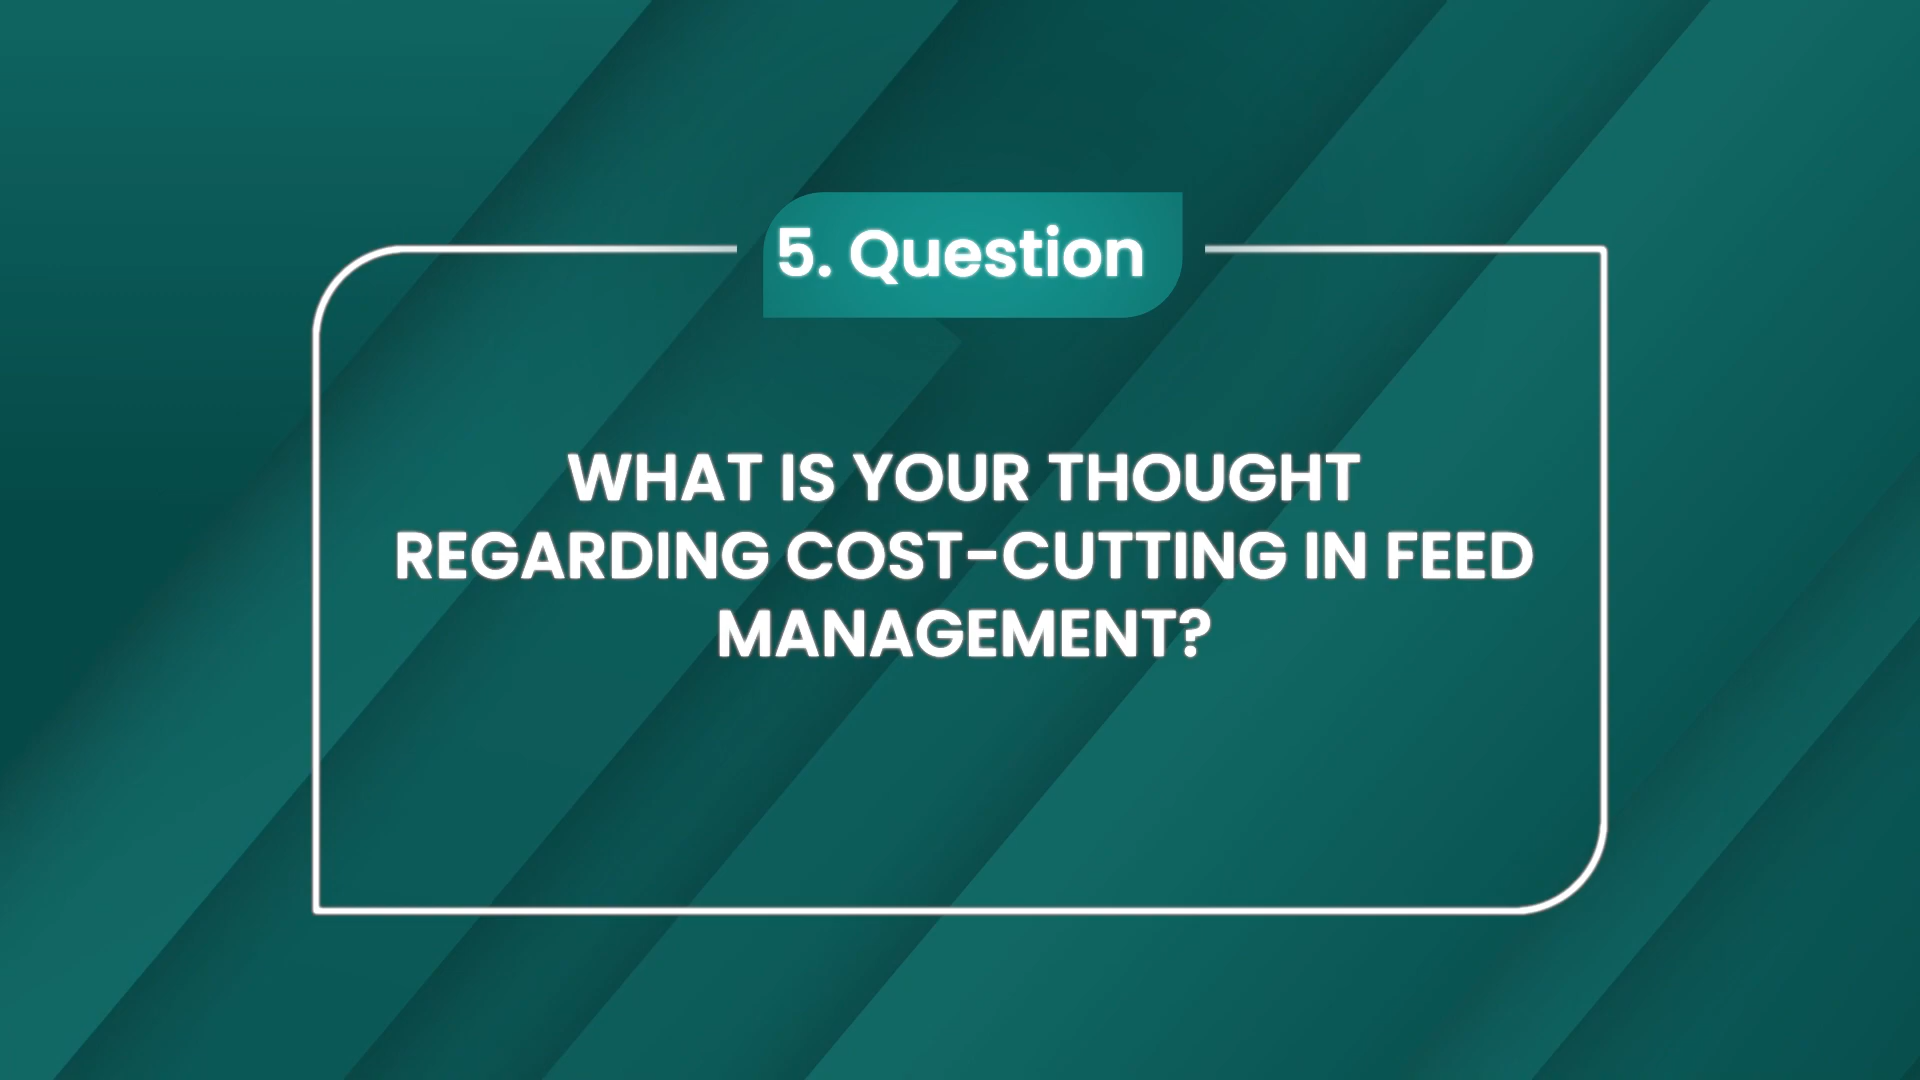 5. Question
WHAT IS YOUR THOUGHT
REGARDING COST-CUTTING IN FEED
MANAGEMENT?